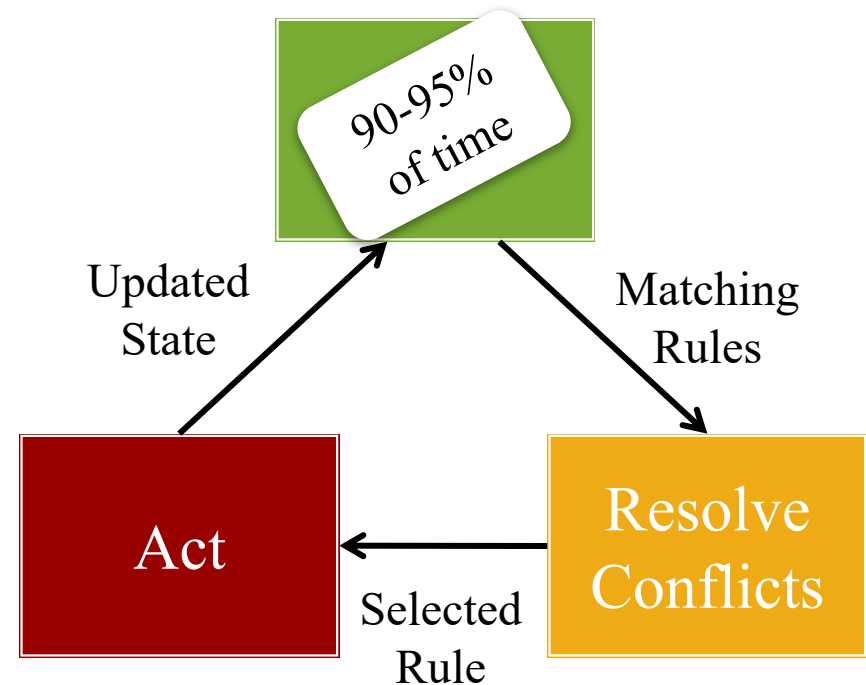 90-95%
of time
Updated
State
Matching
Rules
Act
Resolve
Conflicts
Selected
Rule